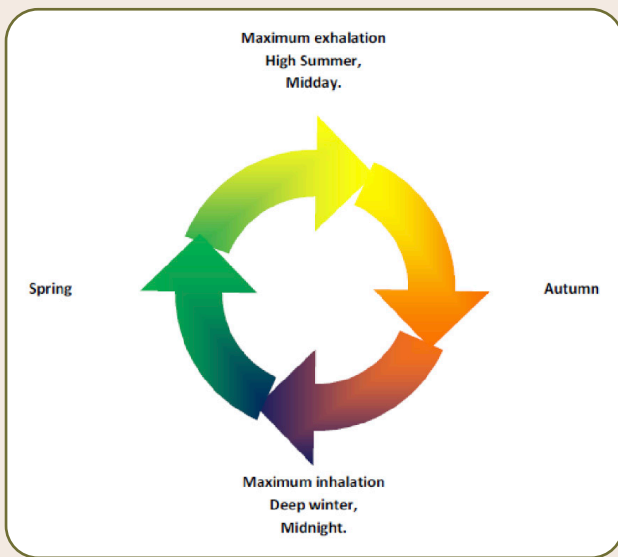 Maximum exhalation
High Summer,
Midday.
Spring
Autumn
Maximum inhalation
Deep winter,
Midnight.